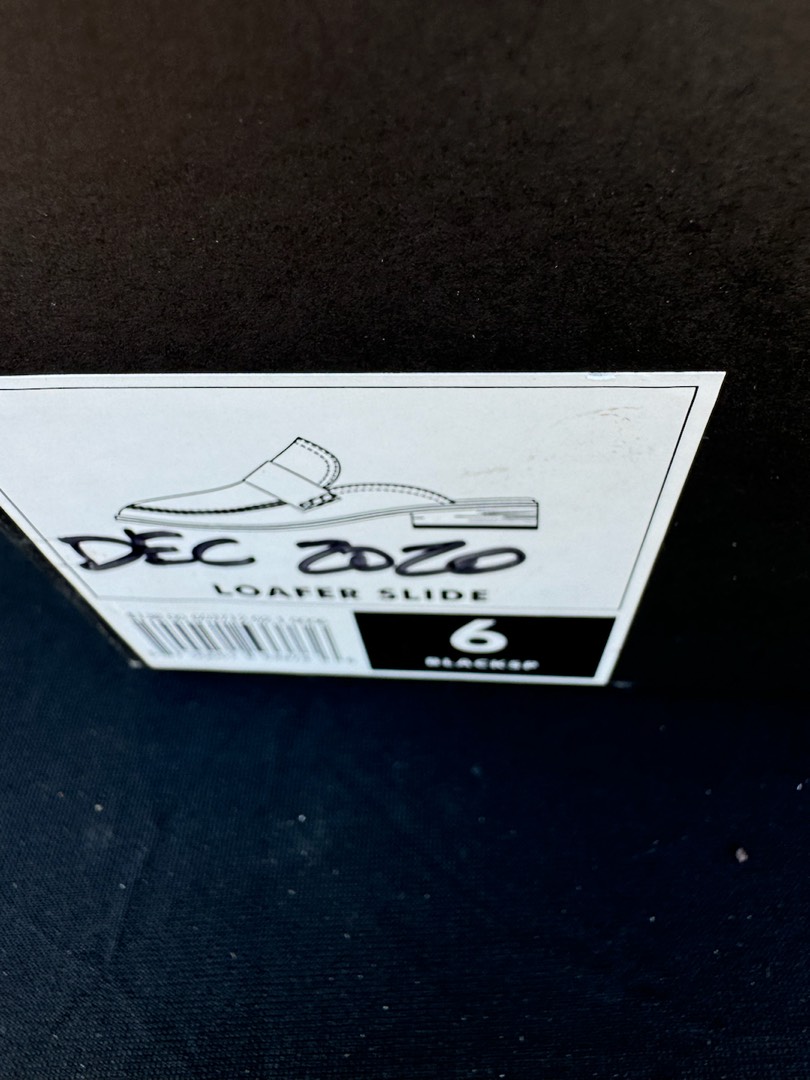 DEC 2020
LOAFER SLIDE
6
BLACKSP